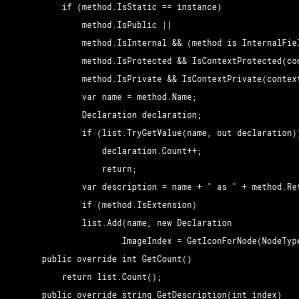 if (method.IsStatic == instance)
method.IsPublic ||
method.IsInternal && (method is InternalFie
method.IsProtected && IsContextProtected(con
method.IsPrivate && IsContextPrivate(context
var name = method.Name;
Declaration declaration;
if (list.TryGetValue(name, out declaration))
declaration.Count++;
return;
var description = name + " as " + method.Ret
if (method.IsExtension)
list.Add(name, new Declaration
ImageIndex = GetIconForNode(NodeType
public override int GetCount()
return list.Count();
public override string GetDescription(int index)